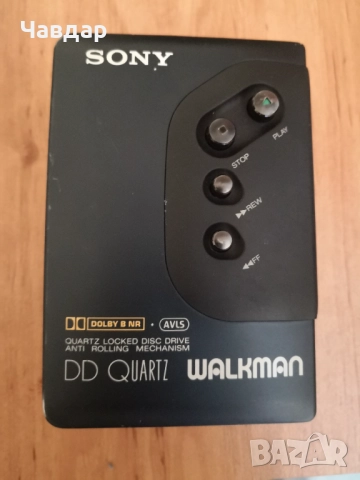 Чавдар
SONY
PLAY
STOP
▶▶REW
◀◀FF
DOLBY B NR · (AVLS)
QUARTZ LOCKED DISC DRIVE
ANTI ROLLING MECHANISM
DD QUARTZ WALKMAN
BAZAR